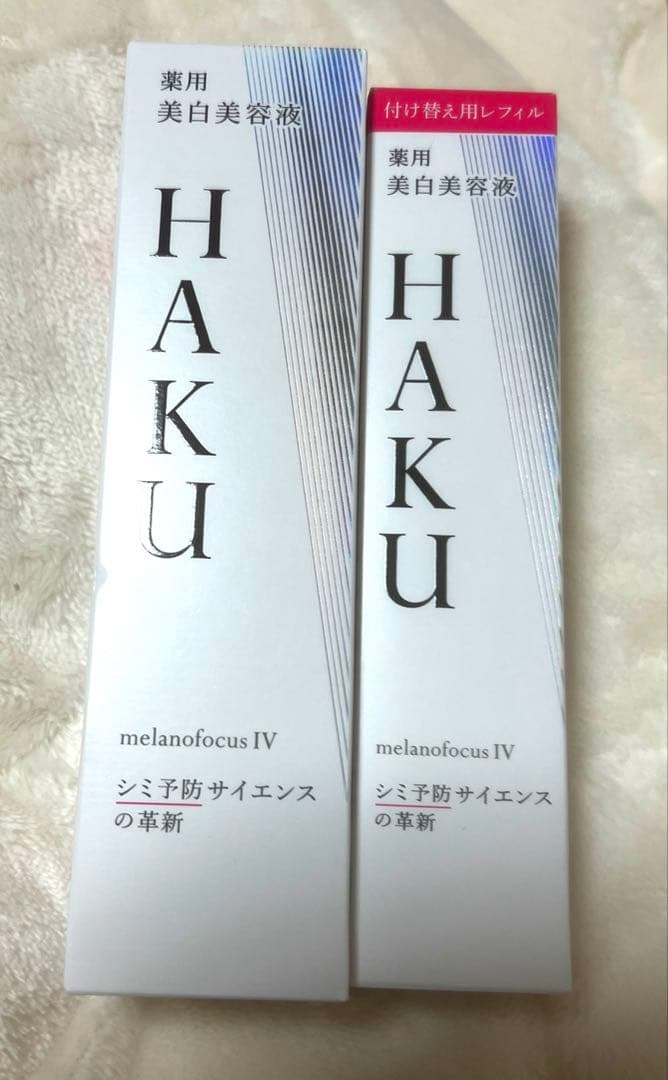 薬用
美白美容液
HAKU
melanofocus IV
シミ予防サイエンス
の革新
付け替え用レフィル
薬用
美白美容液
HAKU
melanofocus IV
シミ予防サイエンス
の革新